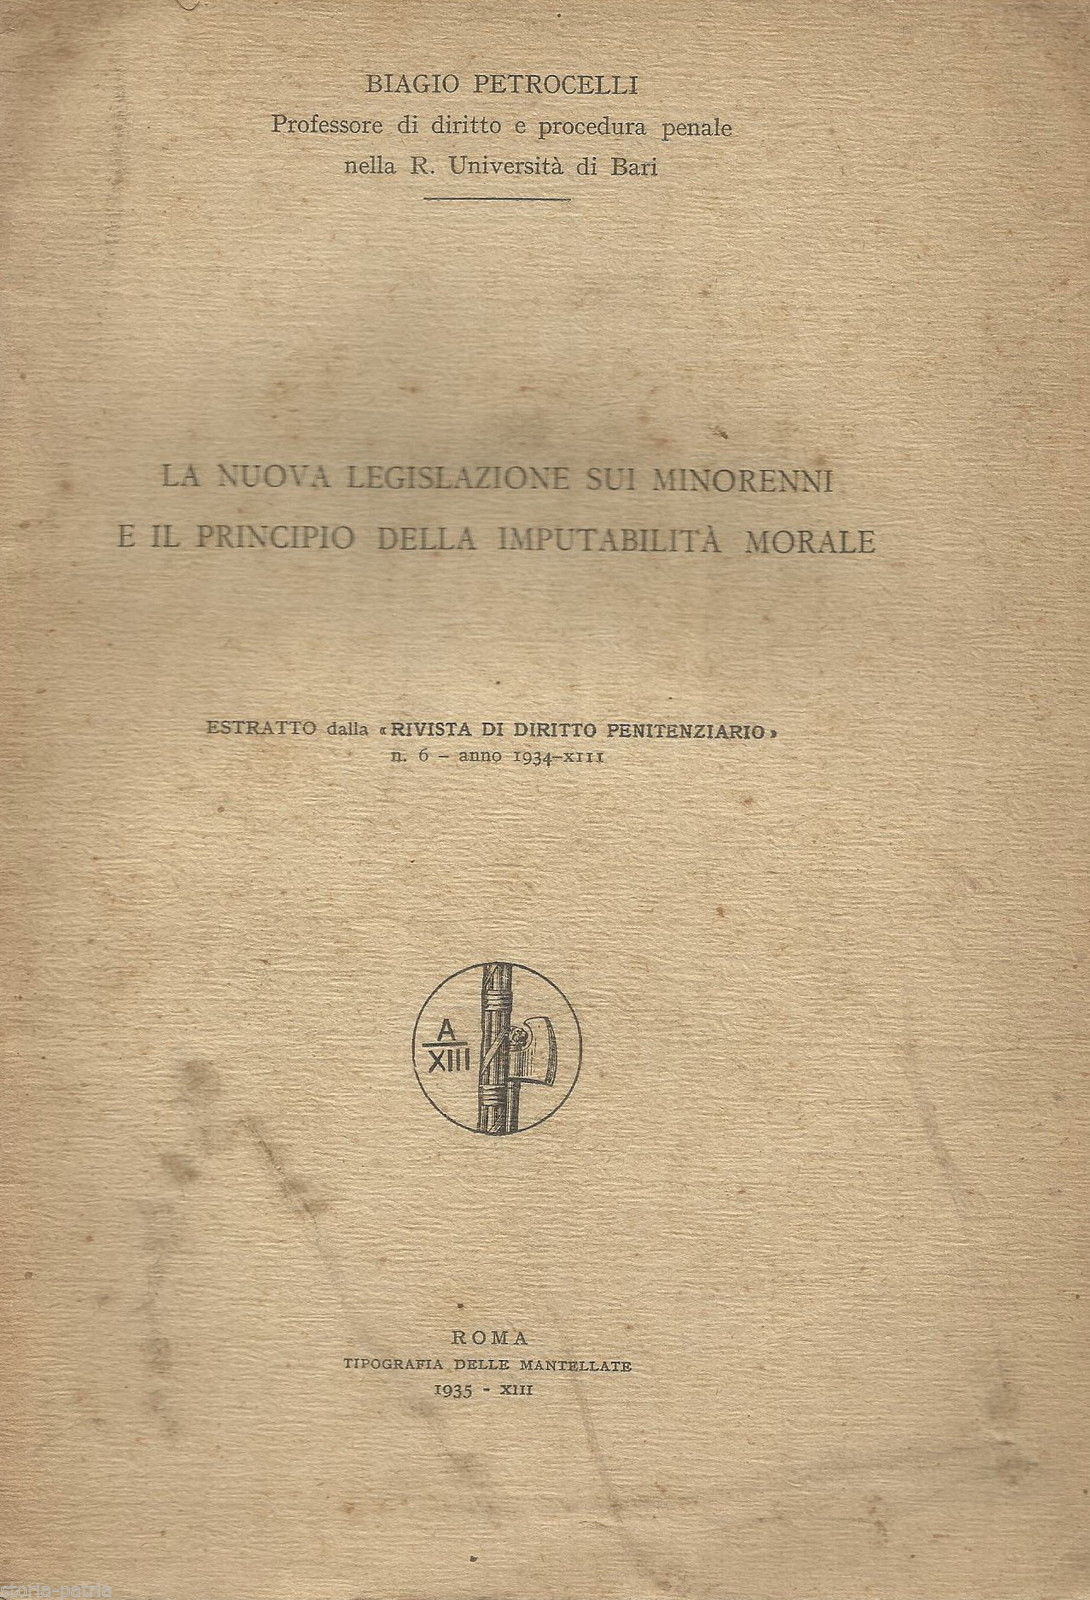 BIAGIO PETROCELLI
Professore di diritto e procedura penale
nella R. Università di Bari
LA NUOVA LEGISLAZIONE SUI MINORENNI
E IL PRINCIPIO DELLA IMPUTABILITÀ MORALE
ESTRATTO dalla «RIVISTA DI DIRITTO PENITENZIARIO»
n. 6 – anno 1934–XIII
A
XIII
ROMA
TIPOGRAFIA DELLE MANTELLATE
1935 - XIII
storia-patria